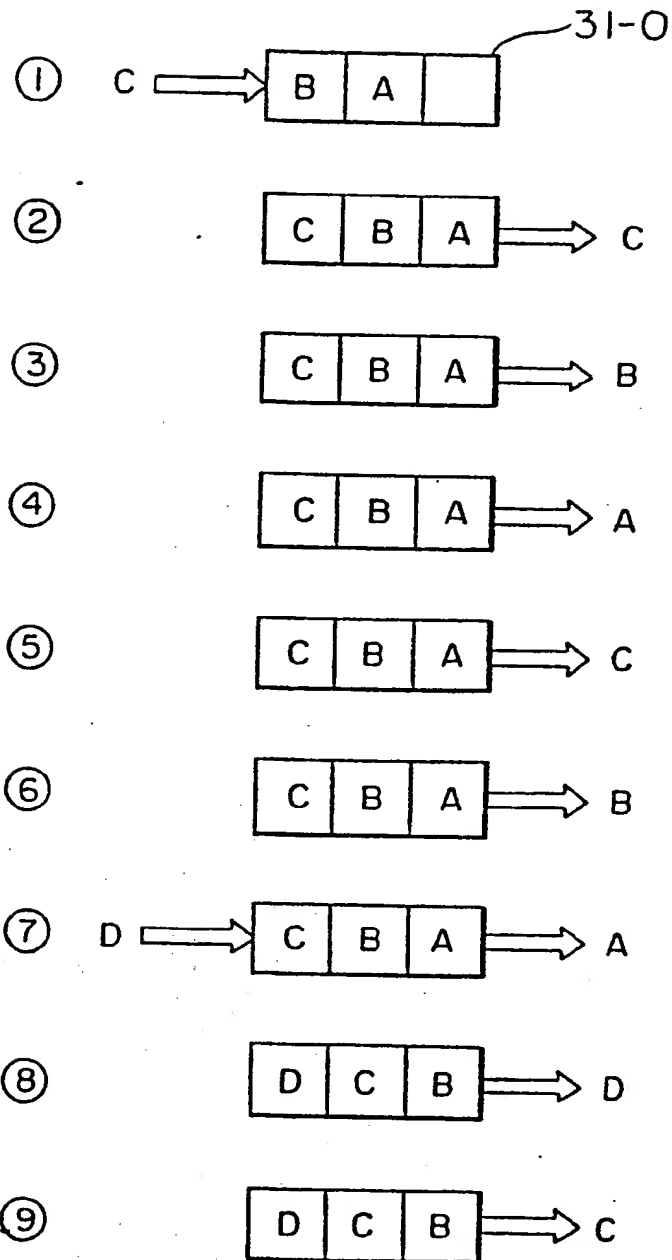 31-0
① C B A
② C B A C
③ C B A B
④ C B A A
⑤ C B A C
⑥ C B A B
⑦ D C B A A
⑧ D C B D
⑨ D C B C